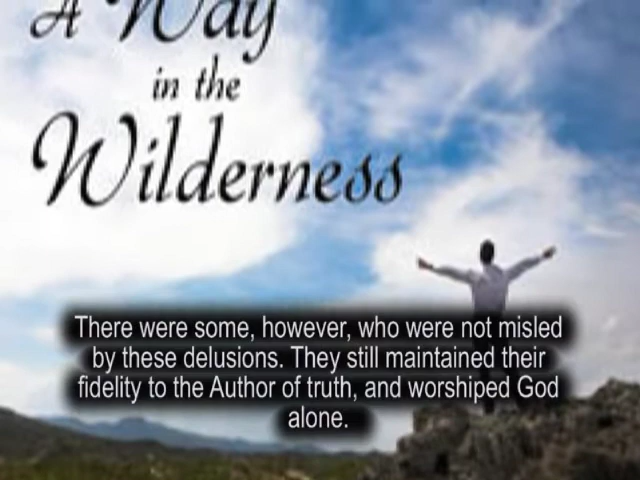 A Way
in the
Wilderness
There were some, however, who were not misled
by these delusions. They still maintained their
fidelity to the Author of truth, and worshiped God
alone.